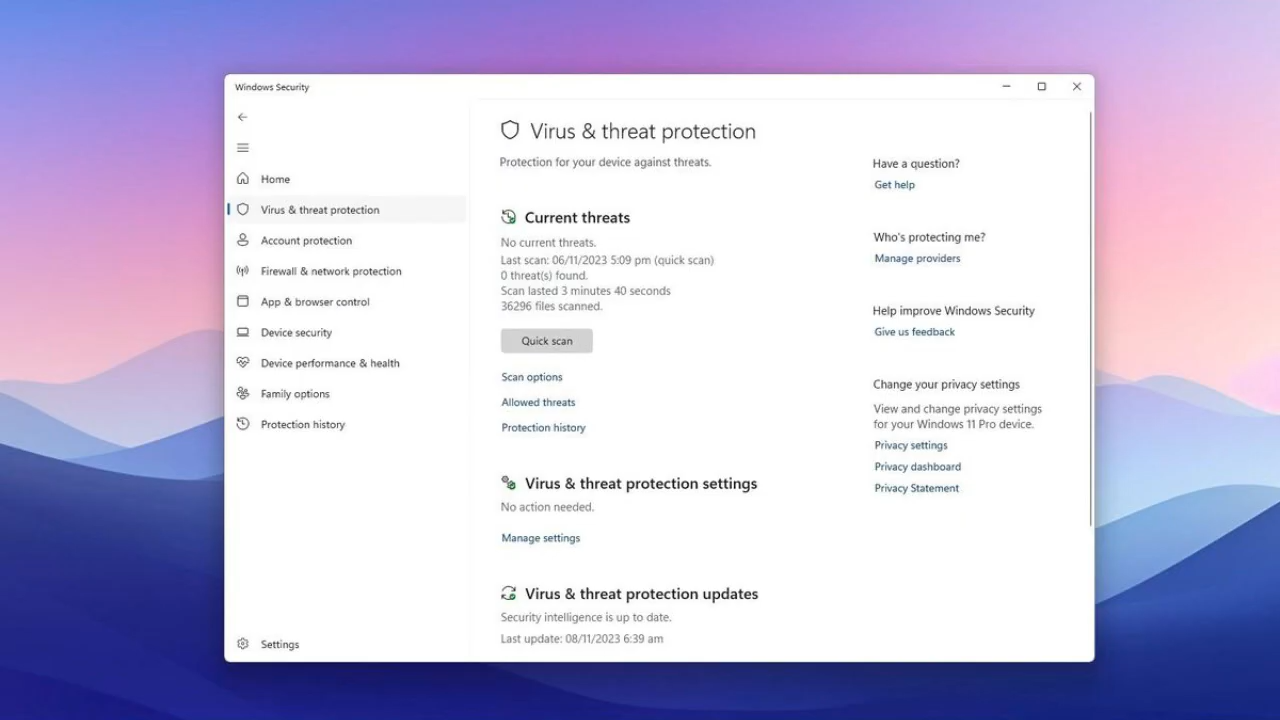 Windows Security
Home
Virus & threat protection
Account protection
Firewall & network protection
App & browser control
Device security
Device performance & health
Family options
Protection history
Settings
Virus & threat protection
Protection for your device against threats.
Current threats
No current threats.
Last scan: 06/11/2023 5:09 pm (quick scan)
0 threat(s) found.
Scan lasted 3 minutes 40 seconds
36296 files scanned.
Quick scan
Scan options
Allowed threats
Protection history
Virus & threat protection settings
No action needed.
Manage settings
Virus & threat protection updates
Security intelligence is up to date.
Last update: 08/11/2023 6:39 am
Have a question?
Get help
Who's protecting me?
Manage providers
Help improve Windows Security
Give us feedback
Change your privacy settings
View and change privacy settings
for your Windows 11 Pro device.
Privacy settings
Privacy dashboard
Privacy Statement